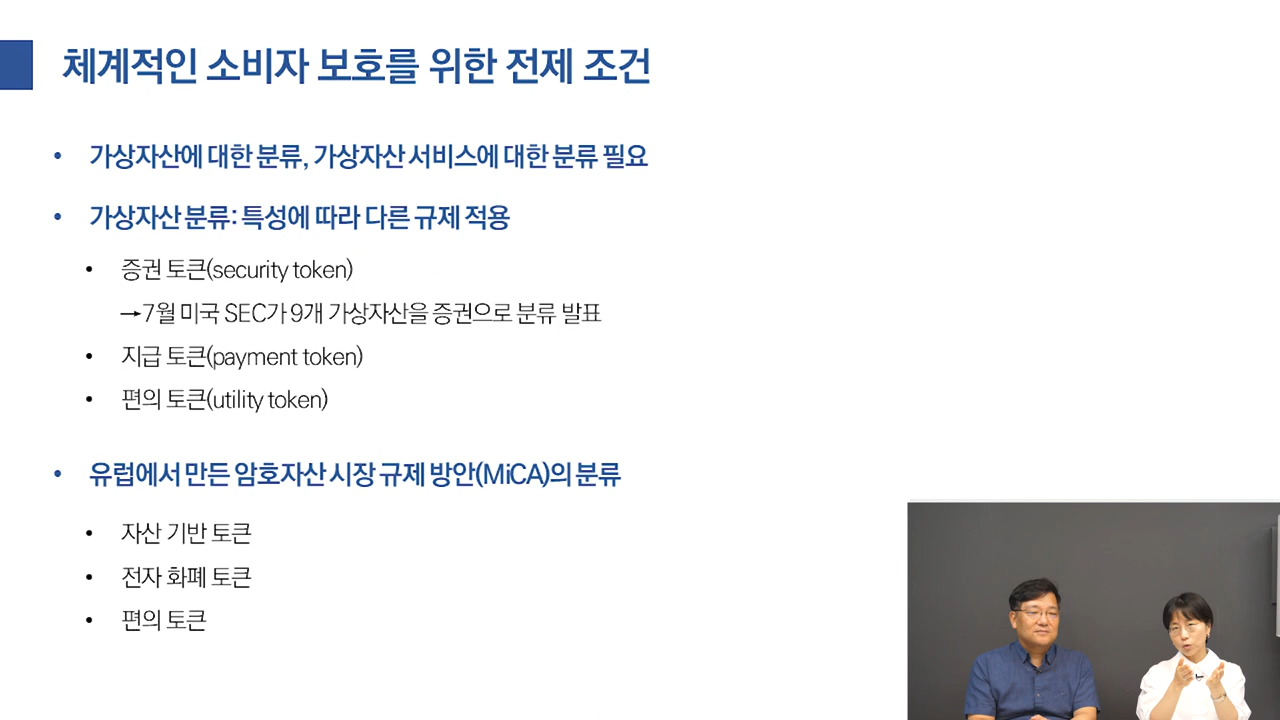 체계적인 소비자 보호를 위한 전제 조건
• 가상자산에 대한 분류, 가상자산 서비스에 대한 분류 필요
• 가상자산 분류: 특성에 따라 다른 규제 적용
• 증권 토큰(security token)
→7월 미국 SEC가 9개 가상자산을 증권으로 분류 발표
• 지급 토큰(payment token)
• 편의 토큰(utility token)
• 유럽에서 만든 암호자산 시장 규제 방안(MiCA)의 분류
• 자산 기반 토큰
• 전자 화폐 토큰
• 편의 토큰